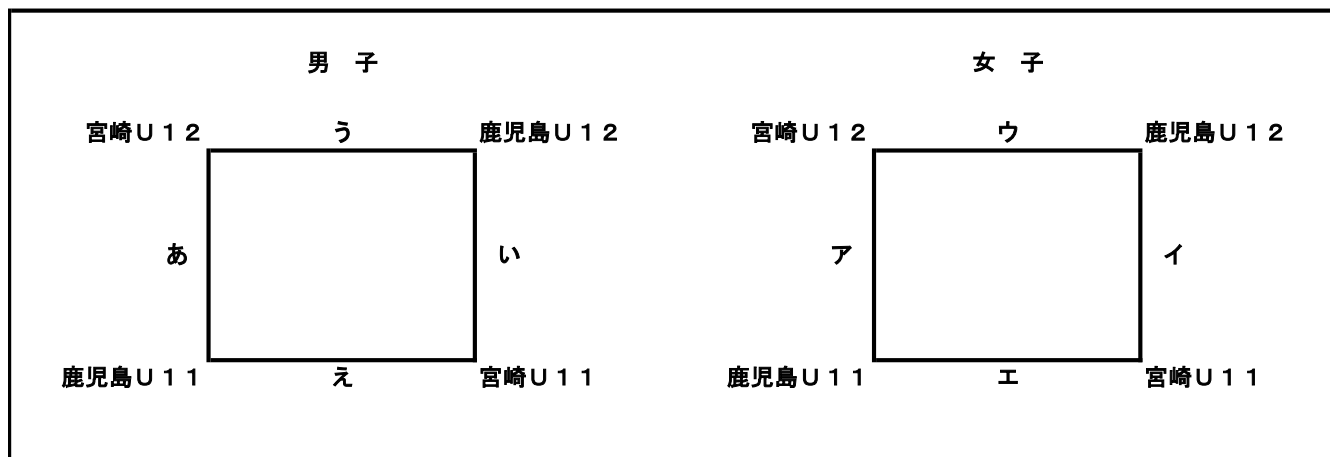 男　子
女　子
宮崎Ｕ１２
う
鹿児島Ｕ１２
宮崎Ｕ１２
ウ
鹿児島Ｕ１２
あ
い
ア
イ
鹿児島Ｕ１１
え
宮崎Ｕ１１
鹿児島Ｕ１１
エ
宮崎Ｕ１１